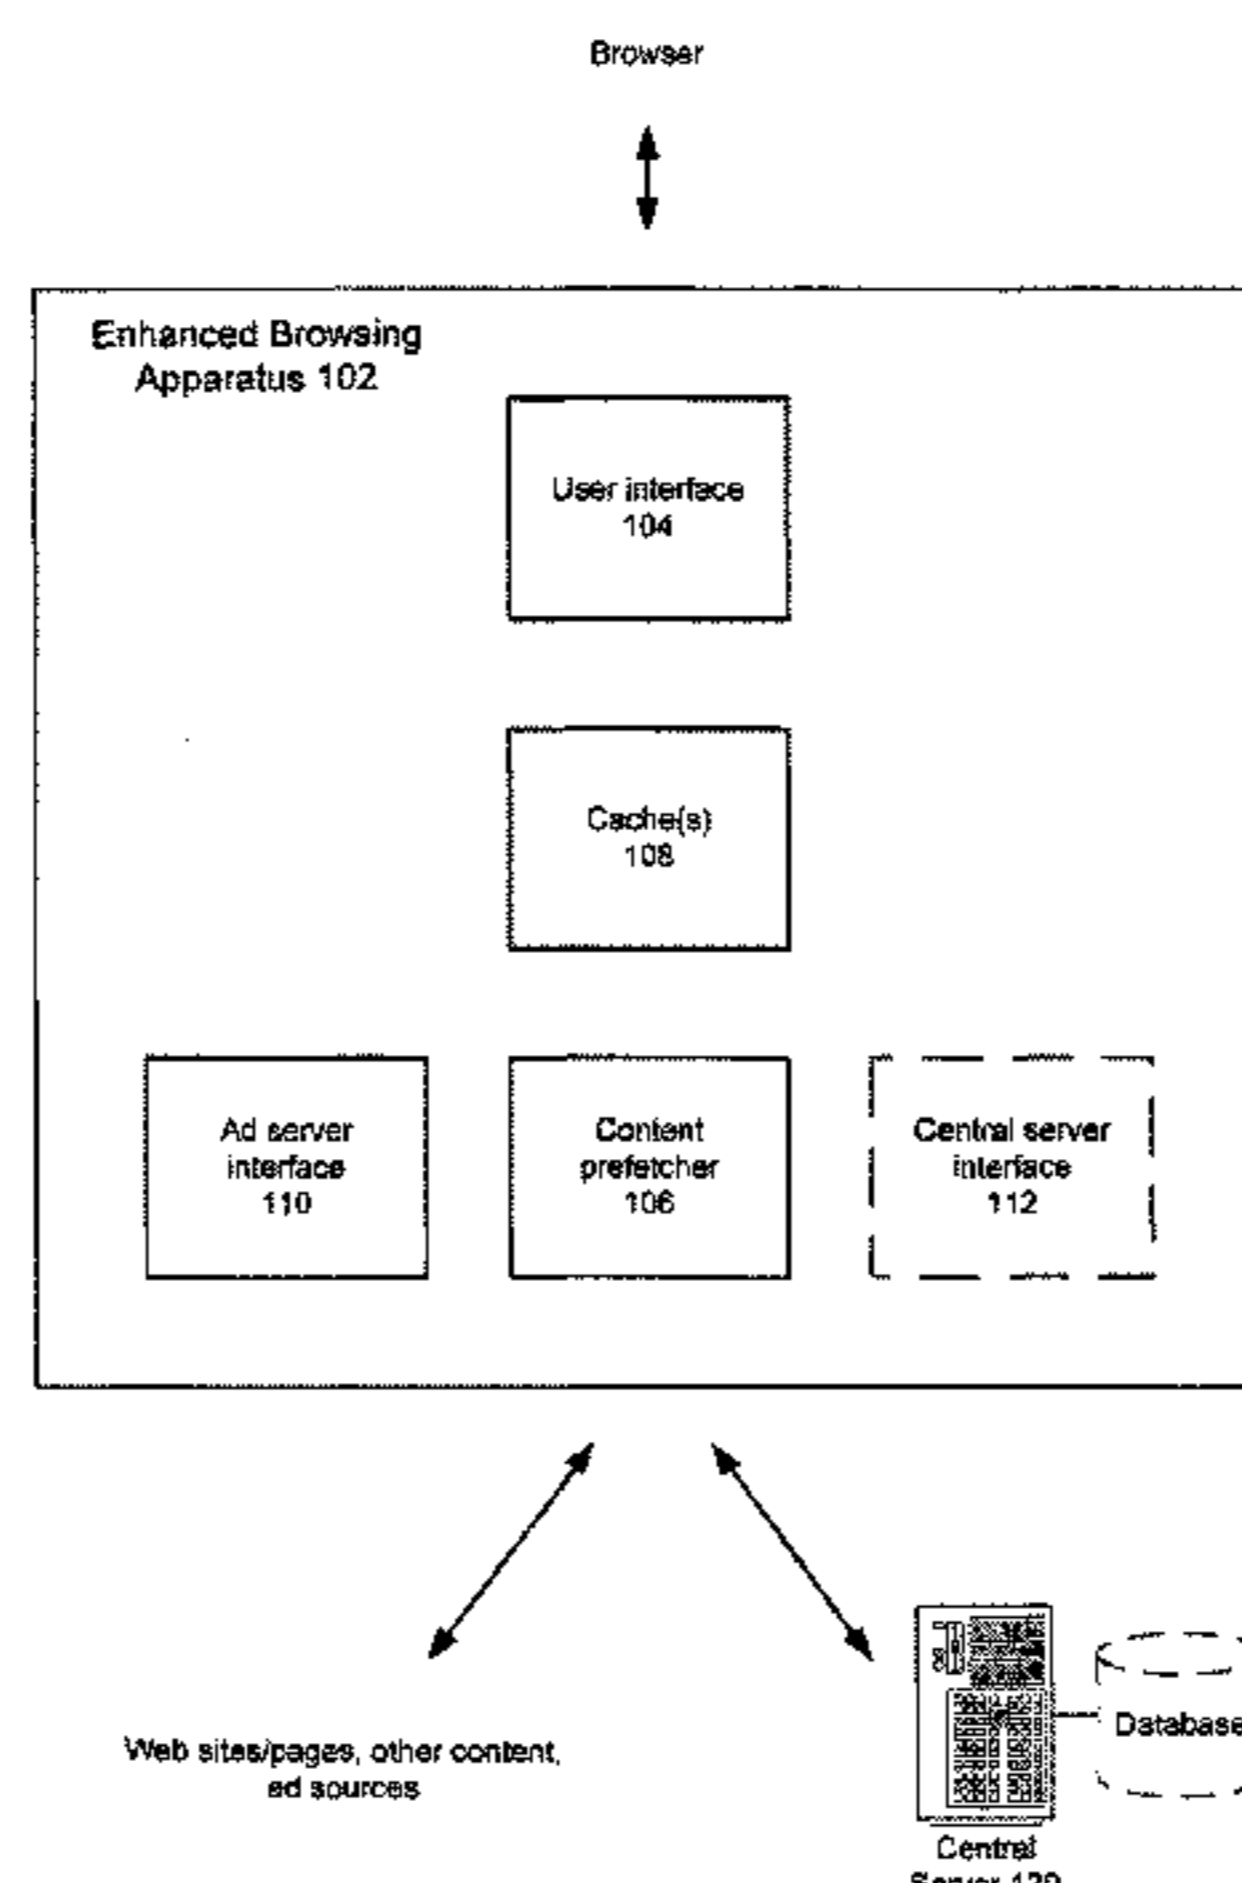 Browser
Enhanced Browsing
Apparatus 102
User interface
104
Cache(s)
108
Ad server
interface
110
Content
prefetcher
106
Central server
interface
112
Web sites/pages, other content,
ad sources
Database
Central
Server